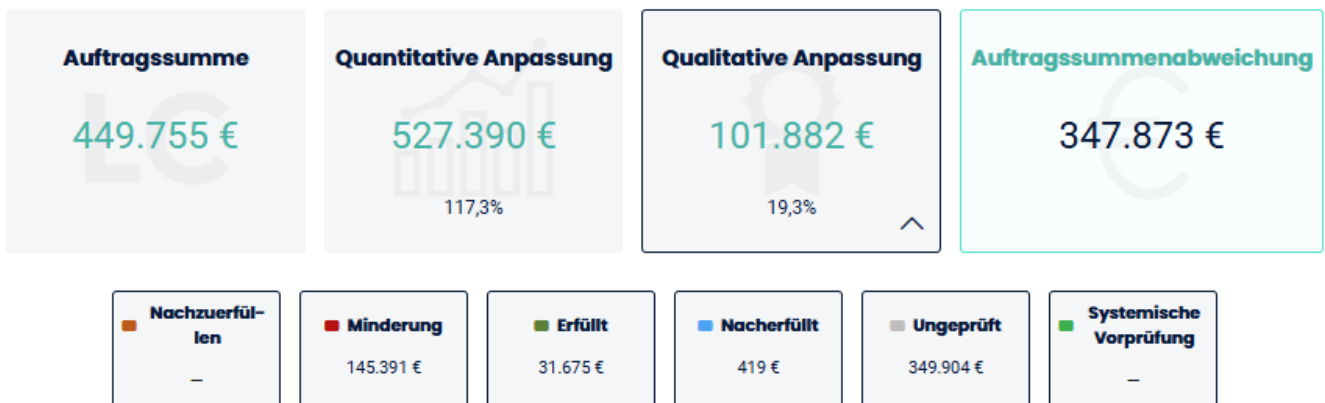 Auftragssumme
Quantitative Anpassung
Qualitative Anpassung
Auftragssummenabweichung
LC
449.755 €
527.390 €
101.882 €
347.873 €
117,3%
19,3%
Nachzuerfül-
len
–
Minderung
145.391 €
Erfüllt
31.675 €
Nacherfüllt
419 €
Ungeprüft
349.904 €
Systemische
Vorprüfung
–